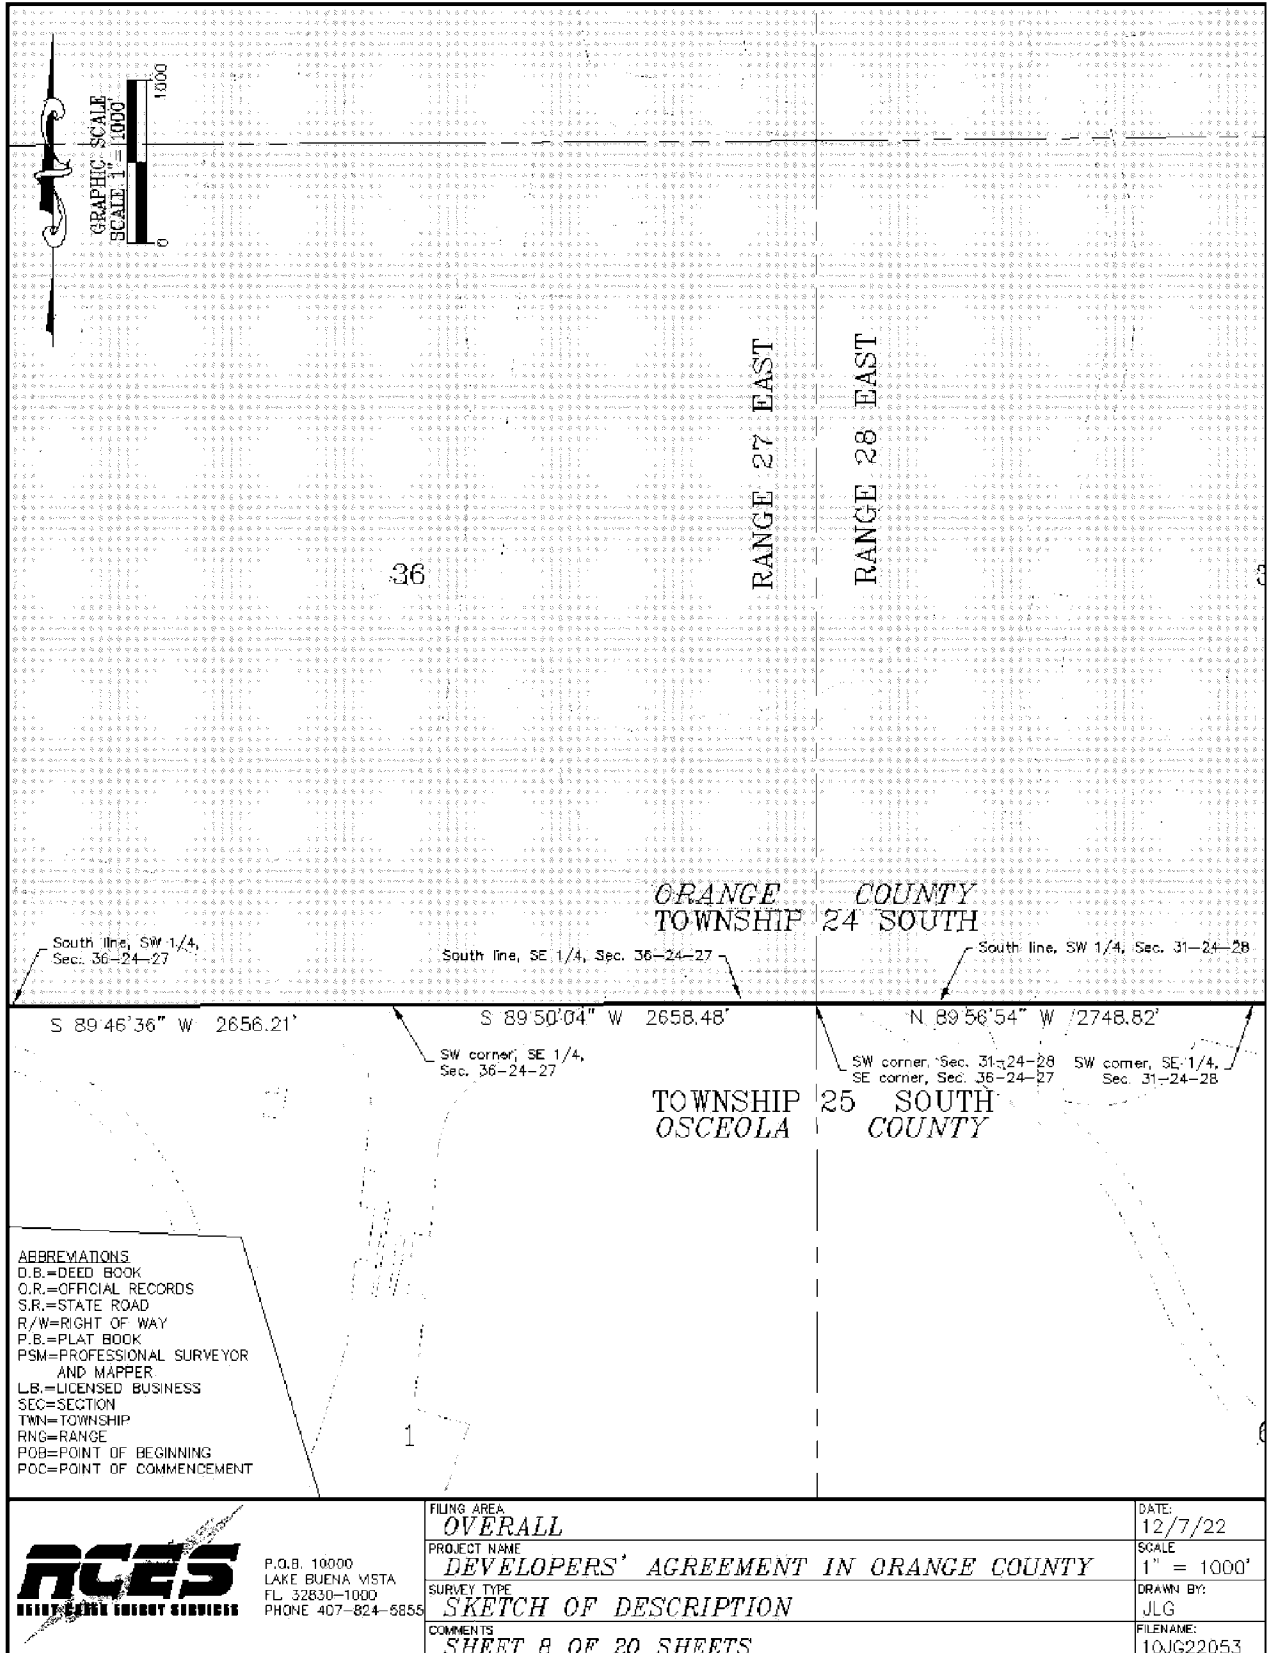 GRAPHIC SCALE
SCALE 1" = 1000'
0
1000
RANGE 27 EAST
RANGE 28 EAST
36
ORANGE COUNTY
TOWNSHIP 24 SOUTH
South line, SW 1/4,
Sec. 36-24-27
South line, SE 1/4, Sec. 36-24-27
South line, SW 1/4, Sec. 31-24-28
S 89°46'36" W 2656.21'
S 89°50'04" W 2658.48'
N 89°56'54" W 2748.82'
SW corner, SE 1/4,
Sec. 36-24-27
SW corner, Sec. 31-24-28
SE corner, Sec. 36-24-27
SW corner, SE 1/4,
Sec. 31-24-28
TOWNSHIP 25 SOUTH
OSCEOLA COUNTY
ABBREVIATIONS
D.B.=DEED BOOK
O.R.=OFFICIAL RECORDS
S.R.=STATE ROAD
R/W=RIGHT OF WAY
P.B.=PLAT BOOK
PSM=PROFESSIONAL SURVEYOR
AND MAPPER
L.B.=LICENSED BUSINESS
SEC=SECTION
TWN=TOWNSHIP
RNG=RANGE
POB=POINT OF BEGINNING
POC=POINT OF COMMENCEMENT
1
RCES
REEDY CREEK ENERGY SERVICES
P.O.B. 10000
LAKE BUENA VISTA
FL 32830-1000
PHONE 407-824-5855
FILING AREA
OVERALL
PROJECT NAME
DEVELOPERS' AGREEMENT IN ORANGE COUNTY
SURVEY TYPE
SKETCH OF DESCRIPTION
COMMENTS
SHEET 8 OF 20 SHEETS
DATE:
12/7/22
SCALE
1" = 1000'
DRAWN BY:
JLG
FILENAME:
10JG22053